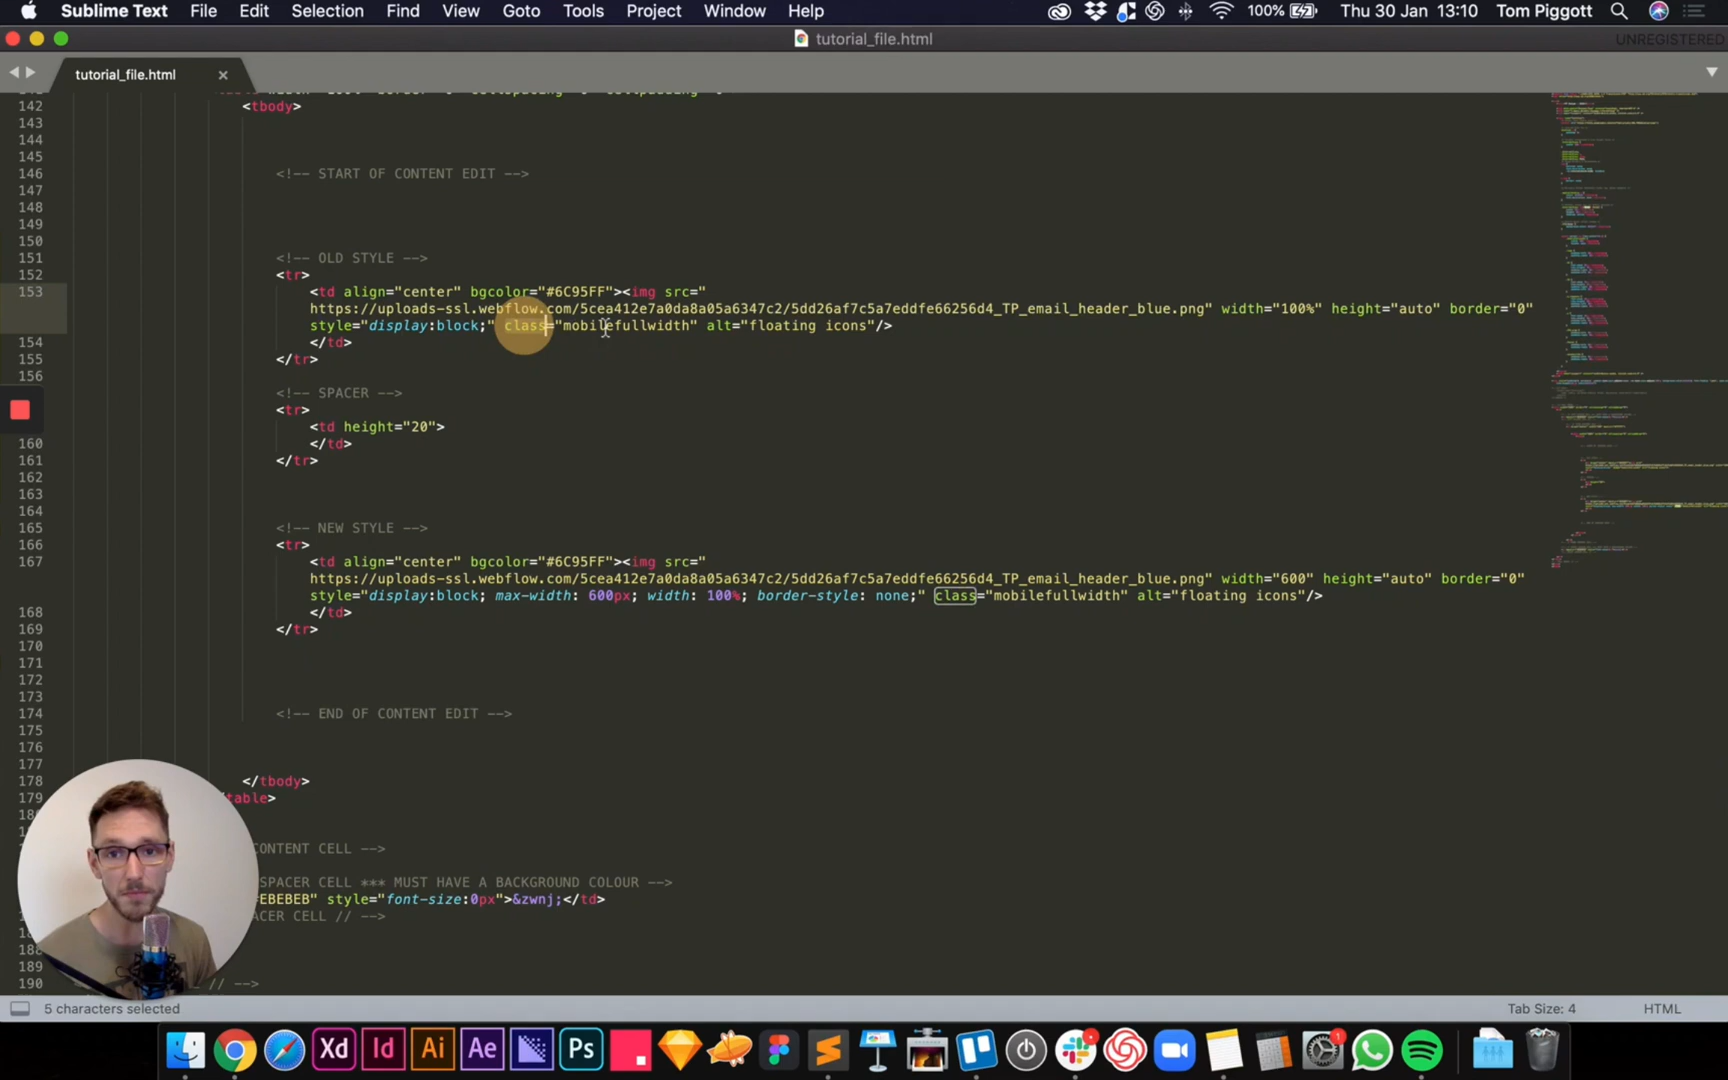 Sublime Text File Edit Selection Find View Goto Tools Project Window Help 100% Thu 30 Jan 13:10 Tom Piggott
tutorial_file.html UNREGISTERED
tutorial_file.html ×
142 <tbody>
143
144
145
146 <!-- START OF CONTENT EDIT -->
147
148
149
150
151 <!-- OLD STYLE -->
152 <tr>
153 <td align="center" bgcolor="#6C95FF"><img src="
https://uploads-ssl.webflow.com/5cea412e7a0da8a05a6347c2/5dd26af7c5a7eddfe66256d4_TP_email_header_blue.png" width="100%" height="auto" border="0"
style="display:block;" class="mobilefullwidth" alt="floating icons"/>
154 </td>
155 </tr>
156
<!-- SPACER -->
<tr>
<td height="20">
160 </td>
161 </tr>
162
163
164
165 <!-- NEW STYLE -->
166 <tr>
167 <td align="center" bgcolor="#6C95FF"><img src="
https://uploads-ssl.webflow.com/5cea412e7a0da8a05a6347c2/5dd26af7c5a7eddfe66256d4_TP_email_header_blue.png" width="600" height="auto" border="0"
style="display:block; max-width: 600px; width: 100%; border-style: none;" class="mobilefullwidth" alt="floating icons"/>
168 </td>
169 </tr>
170
171
172
173
174 <!-- END OF CONTENT EDIT -->
175
176
177
178 </tbody>
179 table>
CONTENT CELL -->
SPACER CELL *** MUST HAVE A BACKGROUND COLOUR -->
EBEBEB" style="font-size:0px">&zwnj;</td>
ACER CELL // -->
189
190 // -->
5 characters selected Tab Size: 4 HTML
Xd Id Ai Ae Ps